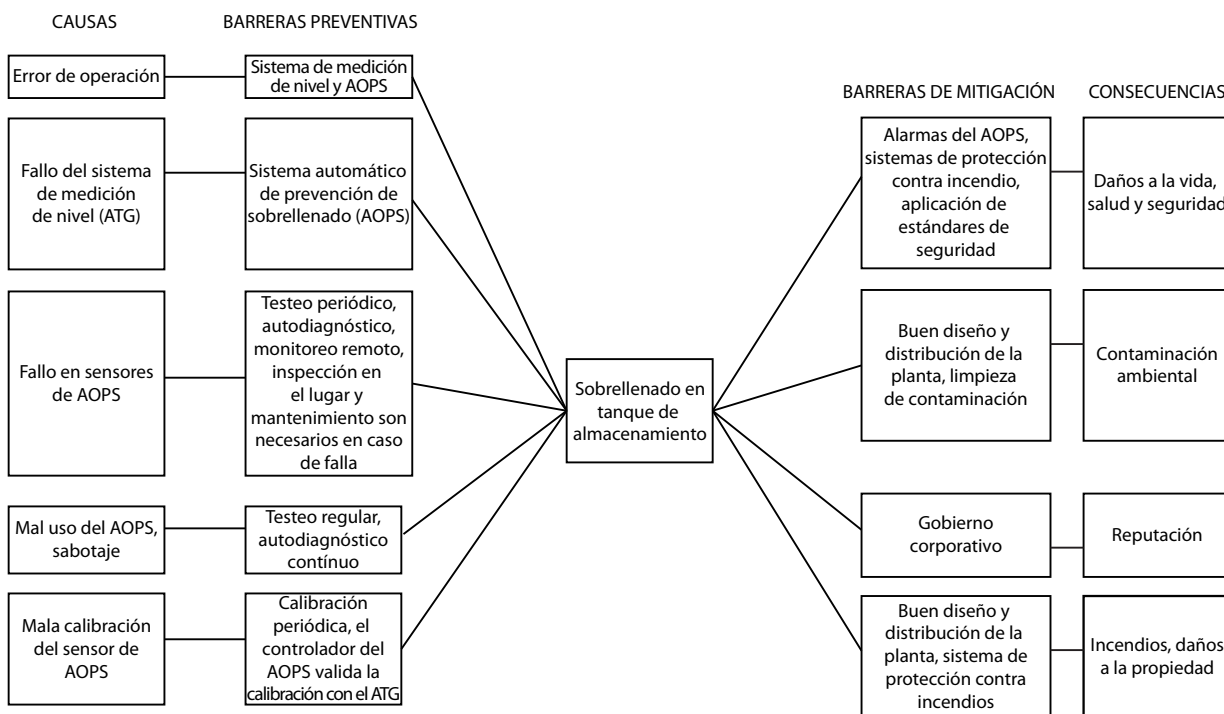 CAUSAS
BARRERAS PREVENTIVAS
Error de operación
Sistema de medición
de nivel y AOPS
Fallo del sistema
de medición
de nivel (ATG)
Sistema automático
de prevención de
sobrellenado (AOPS)
Fallo en sensores
de AOPS
Testeo periódico,
autodiagnóstico,
monitoreo remoto,
inspección en
el lugar y
mantenimiento son
necesarios en caso
de falla
Mal uso del AOPS,
sabotaje
Testeo regular,
autodiagnóstico
contínuo
Mala calibración
del sensor de
AOPS
Calibración
periódica, el
controlador del
AOPS valida la
calibración con el ATG
Sobrellenado en
tanque de
almacenamiento
BARRERAS DE MITIGACIÓN
CONSECUENCIAS
Alarmas del AOPS,
sistemas de protección
contra incendio,
aplicación de
estándares de
seguridad
Daños a la vida,
salud y seguridad
Buen diseño y
distribución de la
planta, limpieza
de contaminación
Contaminación
ambiental
Gobierno
corporativo
Reputación
Buen diseño y
distribución de la
planta, sistema de
protección contra
incendios
Incendios, daños
a la propiedad